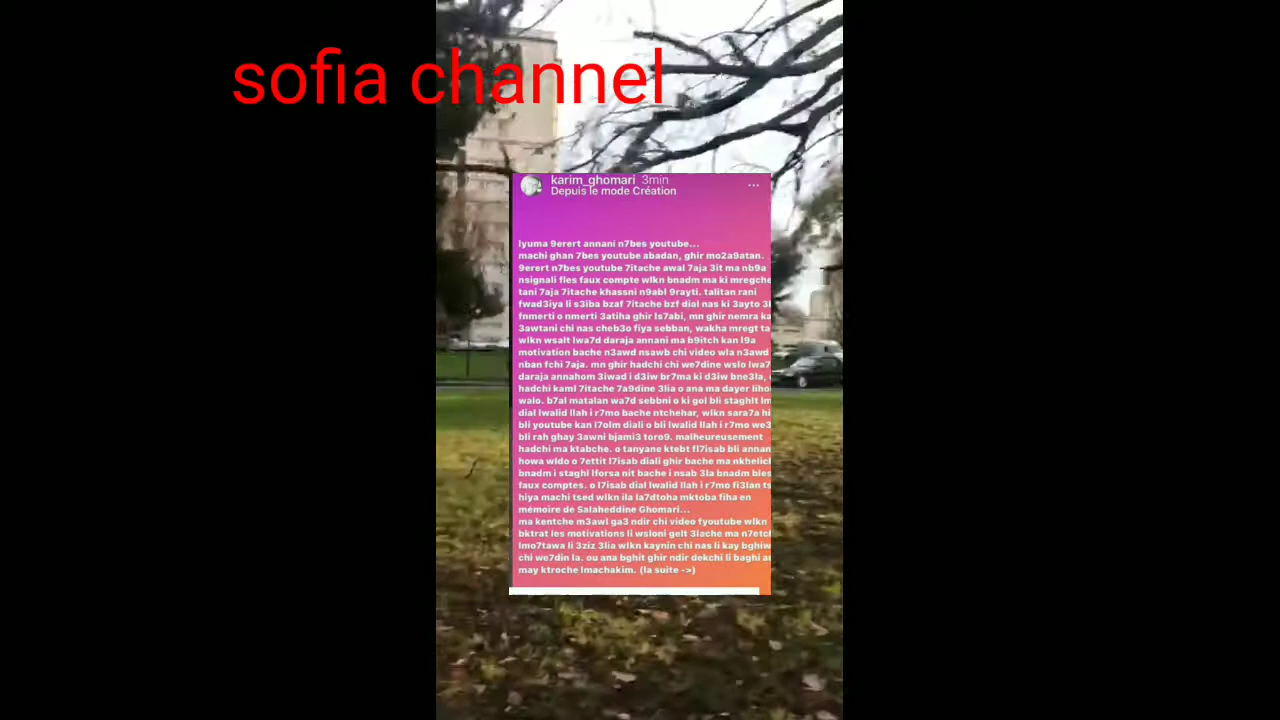 sofia channel
karim_ghomari 3min
Depuis le mode Création
...
lyuma 9erert annani n7bes youtube...
machi ghan 7bes youtube abadan, ghir mo2a9atan.
9erert n7bes youtube 7itache awal 7aja 3it ma nb9a
nsignali fles faux compte wlkn bnadm ma ki mregche
tani 7aja 7itache khassni n9abl 9rayti. talitan rani
fwad3iya li s3iba bzaf 7itache bzf dial nas ki 3ayto
fnmerti o nmerti 3atiha ghir ls7abi, mn ghir nemra ka
3awtani chi nas cheb3o fiya sebban, wakha mregt ta
wlkn wsalt lwa7d daraja annani ma b9itch kan l9a
motivation bache n3awd nsawb chi video wla n3awd
nban fchi 7aja. mn ghir hadchi chi we7dine wslo lwa7
daraja annahom 3iwad i d3iw br7ma ki d3iw bne3la,
hadchi kaml 7itache 7a9dine 3lia o ana ma dayer liho
walo. b7al matalan wa7d sebbni o ki gol bli staghlt lm
dial lwalid llah i r7mo bache ntchehar, wlkn sara7a hi
bli youtube kan l7olm diali o bli lwalid llah i r7mo we3
bli rah ghay 3awni bjami3 toro9. malheureusement
hadchi ma ktabche. o tanyane ktebt fl7isab bli annan
howa wldo o 7ettit l7isab diali ghir bache ma nkhelich
bnadm i staghl lforsa nit bache i nsab 3la bnadm bles
faux comptes. o l7isab dial lwalid llah i r7mo fi3lan ts
hiya machi tsed wlkn ila la7dtoha mktoba fiha en
mémoire de Salaheddine Ghomari...
ma kentche m3awl ga3 ndir chi video fyoutube wlkn
bktrat les motivations li wsloni gelt 3lache ma n7etch
lmo7tawa li 3ziz 3lia wlkn kaynin chi nas li kay bghiw
chi we7din la. ou ana bghit ghir ndir dekchi li baghi an
may ktroche lmachakim. (la suite ->)